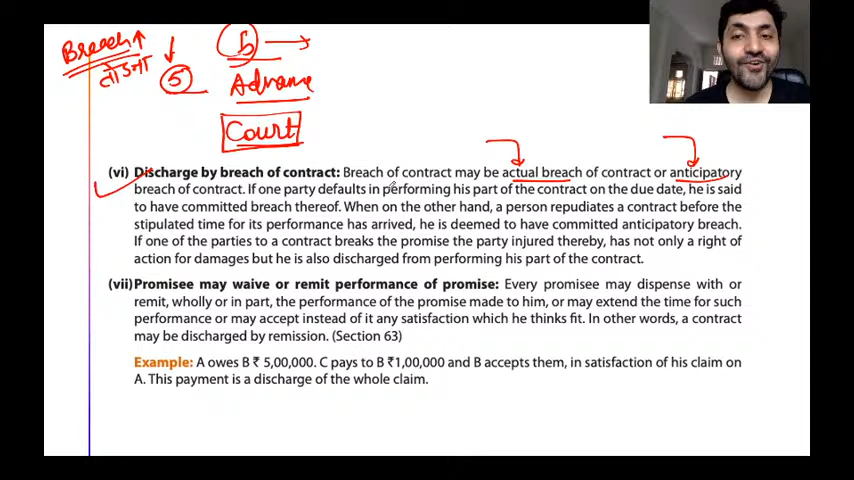 Breach↑
तोडना
5
b →
Advance
Court
(vi) Discharge by breach of contract: Breach of contract may be actual breach of contract or anticipatory
breach of contract. If one party defaults in performing his part of the contract on the due date, he is said
to have committed breach thereof. When on the other hand, a person repudiates a contract before the
stipulated time for its performance has arrived, he is deemed to have committed anticipatory breach.
If one of the parties to a contract breaks the promise the party injured thereby, has not only a right of
action for damages but he is also discharged from performing his part of the contract.
(vii) Promisee may waive or remit performance of promise: Every promisee may dispense with or
remit, wholly or in part, the performance of the promise made to him, or may extend the time for such
performance or may accept instead of it any satisfaction which he thinks fit. In other words, a contract
may be discharged by remission. (Section 63)
Example: A owes B ₹ 5,00,000. C pays to B ₹1,00,000 and B accepts them, in satisfaction of his claim on
A. This payment is a discharge of the whole claim.